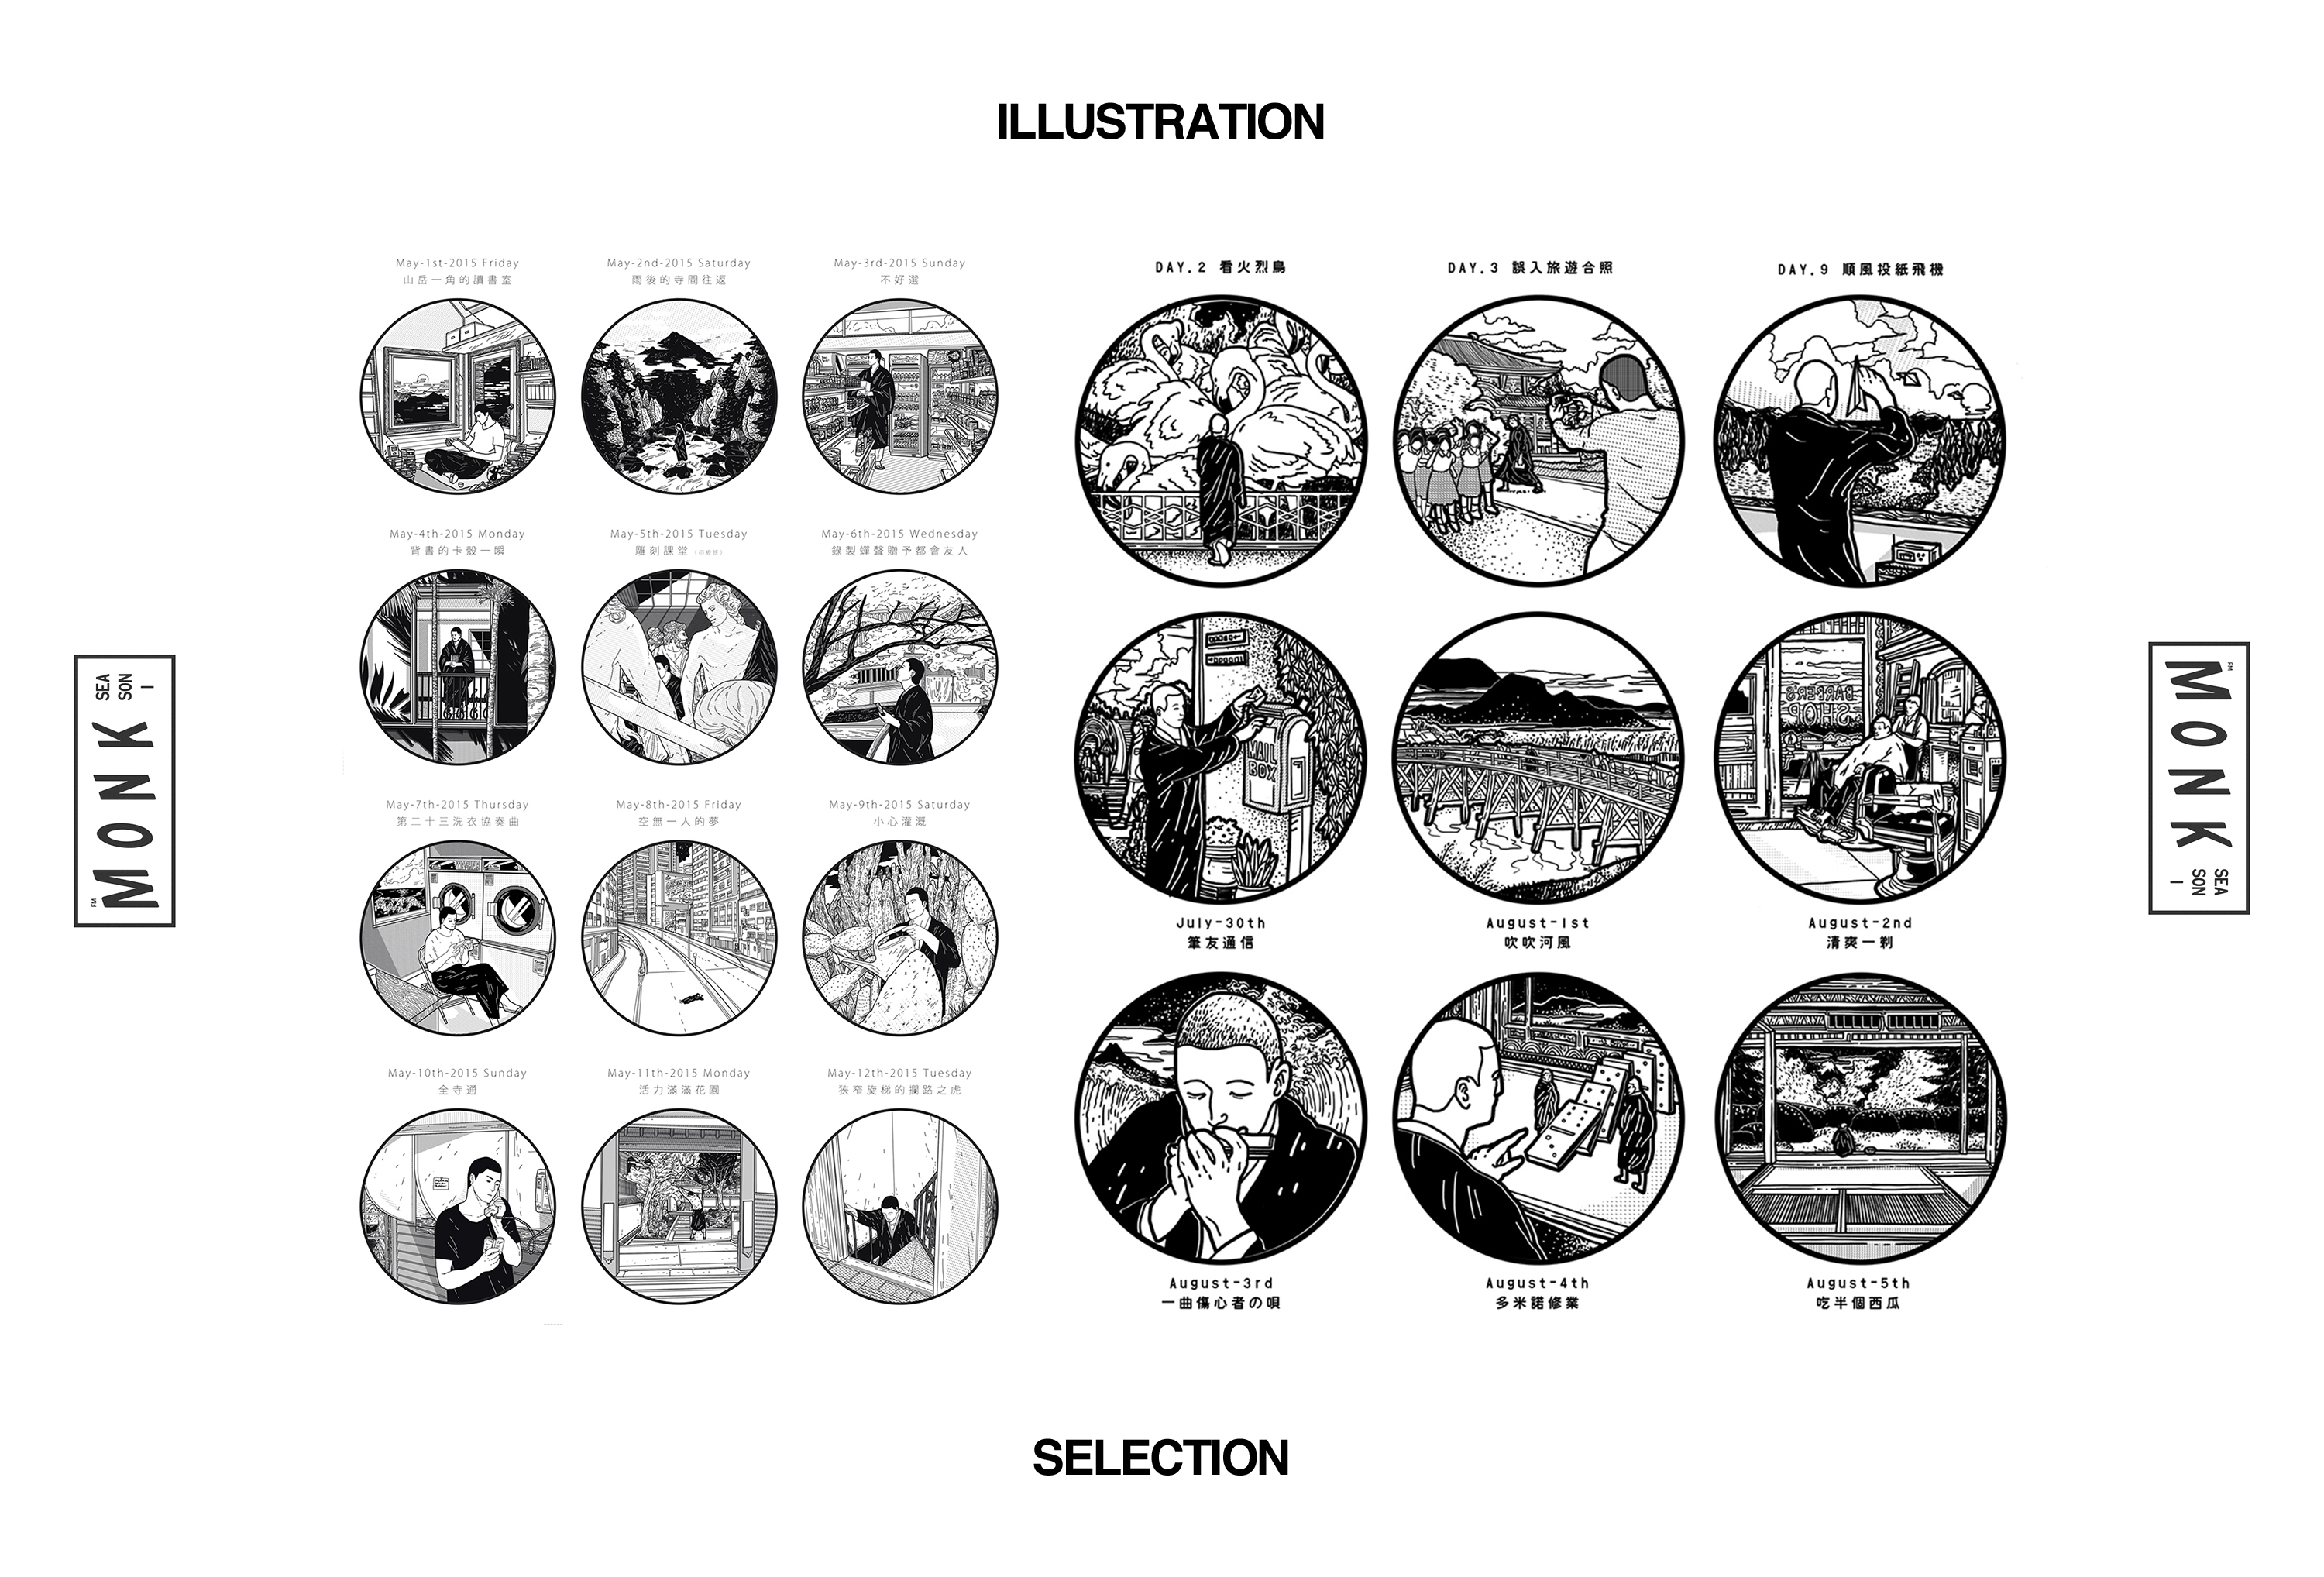 ILLUSTRATION
May-1st-2015 Friday
山岳一角的讀書室
May-2nd-2015 Saturday
雨後的寺間往返
May-3rd-2015 Sunday
不好選
May-4th-2015 Monday
背書的卡殼一瞬
May-5th-2015 Tuesday
雕刻課堂
May-6th-2015 Wednesday
錄製蟬聲贈予都會友人
May-7th-2015 Thursday
第二十三洗衣協奏曲
May-8th-2015 Friday
空無一人的夢
May-9th-2015 Saturday
小心灌溉
May-10th-2015 Sunday
全寺通
May-11th-2015 Monday
活力滿滿花園
May-12th-2015 Tuesday
狹窄旋梯的攔路之虎
DAY.2 看火烈鳥
DAY.3 誤入旅遊合照
DAY.9 順風投紙飛機
MAIL
BOX
BARBER'S
SHOP
July-30th
筆友通信
August-1st
吹吹河風
August-2nd
清爽一剃
August-3rd
一曲傷心者の唄
August-4th
多米諾修業
August-5th
吃半個西瓜
FM
MONK
SEA
SON
I
FM
MONK
SEA
SON
I
SELECTION